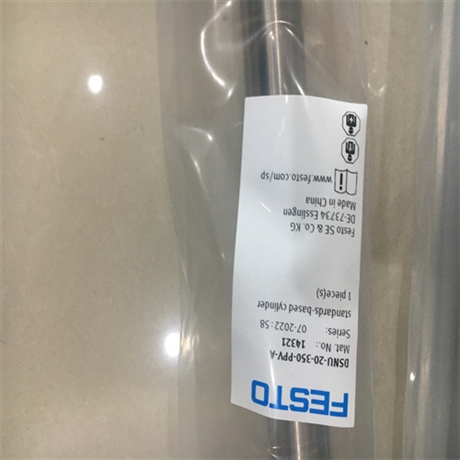 FESTO
DSNU-20-350-PPV-A
Mat. No.: 14321
Series: 07-2022:S8
standards-based cylinder
1 piece(s)
Festo SE & Co. KG
DE-73734 Esslingen
Made in China
www.festo.com/sp